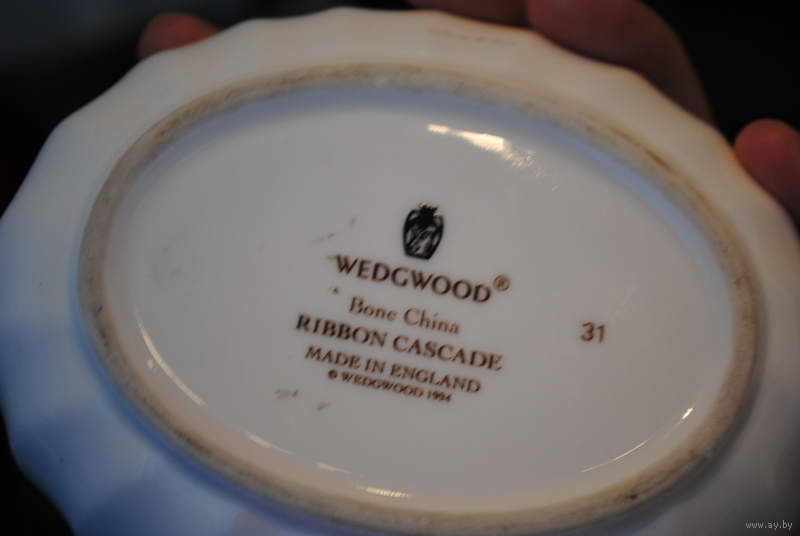 WEDGWOOD®
Bone China
RIBBON CASCADE
MADE IN ENGLAND
© WEDGWOOD 1994
31
www.ay.by